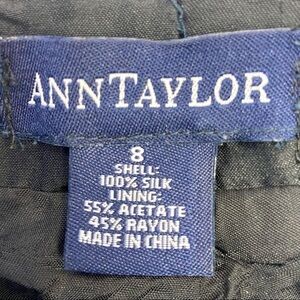 ANNTAYLOR
8
SHELL:
100% SILK
LINING:
55% ACETATE
45% RAYON
MADE IN CHINA